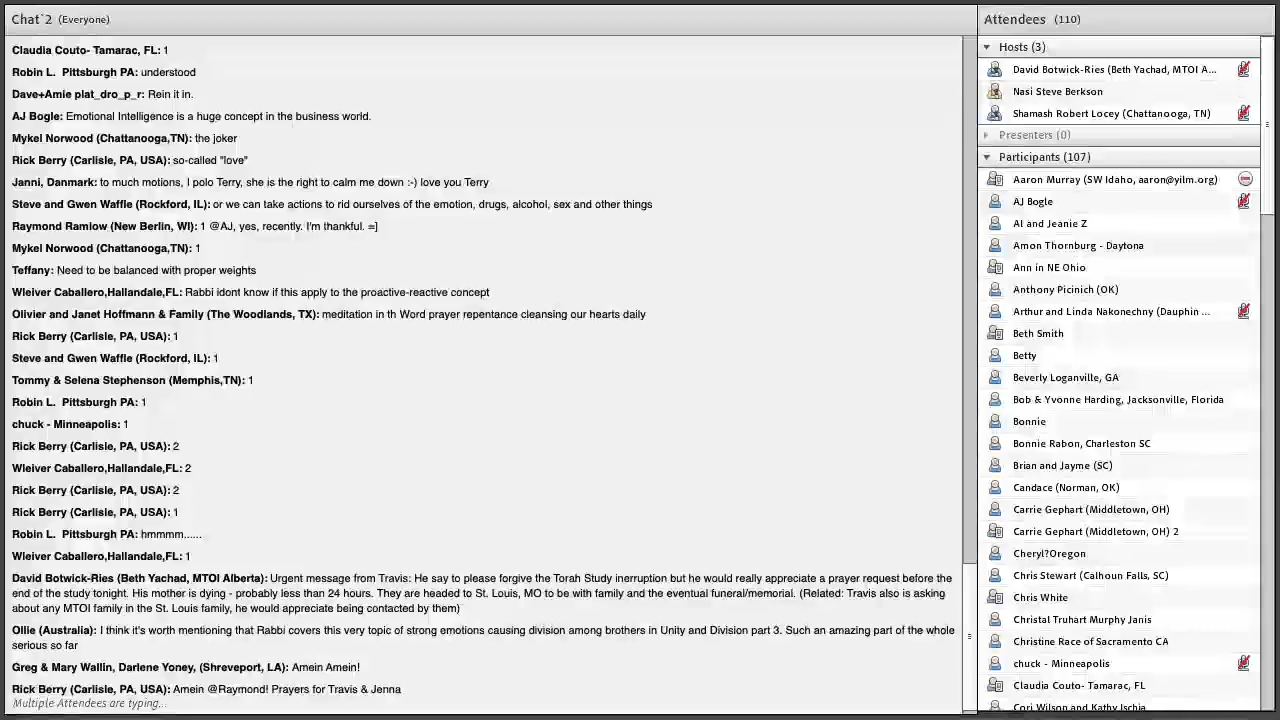 Chat`2 (Everyone)
Claudia Couto- Tamarac, FL: 1
Robin L.  Pittsburgh PA: understood
Dave+Amie plat_dro_p_r: Rein it in.
AJ Bogle: Emotional Intelligence is a huge concept in the business world.
Mykel Norwood (Chattanooga,TN): the joker
Rick Berry (Carlisle, PA, USA): so-called "love"
Janni, Danmark: to much motions, I polo Terry, she is the right to calm me down :-) love you Terry
Steve and Gwen Waffle (Rockford, IL): or we can take actions to rid ourselves of the emotion, drugs, alcohol, sex and other things
Raymond Ramlow (New Berlin, WI): 1 @AJ, yes, recently. I'm thankful. =]
Mykel Norwood (Chattanooga,TN): 1
Teffany: Need to be balanced with proper weights
Wleiver Caballero,Hallandale,FL: Rabbi idont know if this apply to the proactive-reactive concept
Olivier and Janet Hoffmann & Family (The Woodlands, TX): meditation in th Word prayer repentance cleansing our hearts daily
Rick Berry (Carlisle, PA, USA): 1
Steve and Gwen Waffle (Rockford, IL): 1
Tommy & Selena Stephenson (Memphis,TN): 1
Robin L.  Pittsburgh PA: 1
chuck - Minneapolis: 1
Rick Berry (Carlisle, PA, USA): 2
Wleiver Caballero,Hallandale,FL: 2
Rick Berry (Carlisle, PA, USA): 2
Rick Berry (Carlisle, PA, USA): 1
Robin L.  Pittsburgh PA: hmmmm......
Wleiver Caballero,Hallandale,FL: 1
David Botwick-Ries (Beth Yachad, MTOI Alberta): Urgent message from Travis: He say to please forgive the Torah Study inerruption but he would really appreciate a prayer request before the
end of the study tonight. His mother is dying - probably less than 24 hours. They are headed to St. Louis, MO to be with family and the eventual funeral/memorial. (Related: Travis also is asking
about any MTOI family in the St. Louis family, he would appreciate being contacted by them)
Ollie (Australia): I think it's worth mentioning that Rabbi covers this very topic of strong emotions causing division among brothers in Unity and Division part 3. Such an amazing part of the whole
serious so far
Greg & Mary Wallin, Darlene Yoney, (Shreveport, LA): Amein Amein!
Rick Berry (Carlisle, PA, USA): Amein @Raymond! Prayers for Travis & Jenna
Multiple Attendees are typing...
Attendees (110)
Hosts (3)
David Botwick-Ries (Beth Yachad, MTOI A...
Nasi Steve Berkson
Shamash Robert Locey (Chattanooga, TN)
Presenters (0)
Participants (107)
Aaron Murray (SW Idaho, aaron@yilm.org)
AJ Bogle
Al and Jeanie Z
Amon Thornburg - Daytona
Ann in NE Ohio
Anthony Picinich (OK)
Arthur and Linda Nakonechny (Dauphin ...
Beth Smith
Betty
Beverly Loganville, GA
Bob & Yvonne Harding, Jacksonville, Florida
Bonnie
Bonnie Rabon, Charleston SC
Brian and Jayme (SC)
Candace (Norman, OK)
Carrie Gephart (Middletown, OH)
Carrie Gephart (Middletown, OH) 2
Cheryl?Oregon
Chris Stewart (Calhoun Falls, SC)
Chris White
Christal Truhart Murphy Janis
Christine Race of Sacramento CA
chuck - Minneapolis
Claudia Couto- Tamarac, FL
Cori Wilson and Kathy Ischia